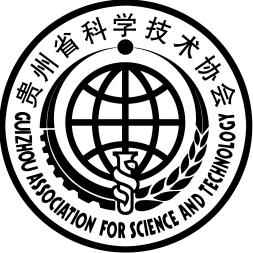 贵州省科学技术协会
GUIZHOU ASSOCIATION FOR SCIENCE AND TECHNOLOGY